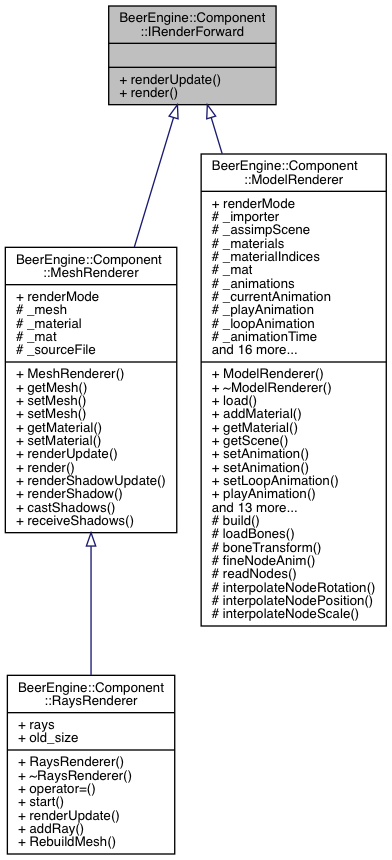 BeerEngine::Component
::IRenderForward
+ renderUpdate()
+ render()
BeerEngine::Component
::ModelRenderer
+ renderMode
# _importer
# _assimpScene
# _materials
# _materialIndices
# _mat
# _animations
# _currentAnimation
# _playAnimation
# _loopAnimation
# _animationTime
and 16 more...
+ ModelRenderer()
+ ~ModelRenderer()
+ load()
+ addMaterial()
+ getMaterial()
+ getScene()
+ setAnimation()
+ setAnimation()
+ setLoopAnimation()
+ playAnimation()
and 13 more...
# build()
# loadBones()
# boneTransform()
# fineNodeAnim()
# readNodes()
# interpolateNodeRotation()
# interpolateNodePosition()
# interpolateNodeScale()
BeerEngine::Component
::MeshRenderer
+ renderMode
# _mesh
# _material
# _mat
# _sourceFile
+ MeshRenderer()
+ getMesh()
+ setMesh()
+ setMesh()
+ getMaterial()
+ setMaterial()
+ renderUpdate()
+ render()
+ renderShadowUpdate()
+ renderShadow()
+ castShadows()
+ receiveShadows()
BeerEngine::Component
::RaysRenderer
+ rays
+ old_size
+ RaysRenderer()
+ ~RaysRenderer()
+ operator=()
+ start()
+ renderUpdate()
+ addRay()
+ RebuildMesh()